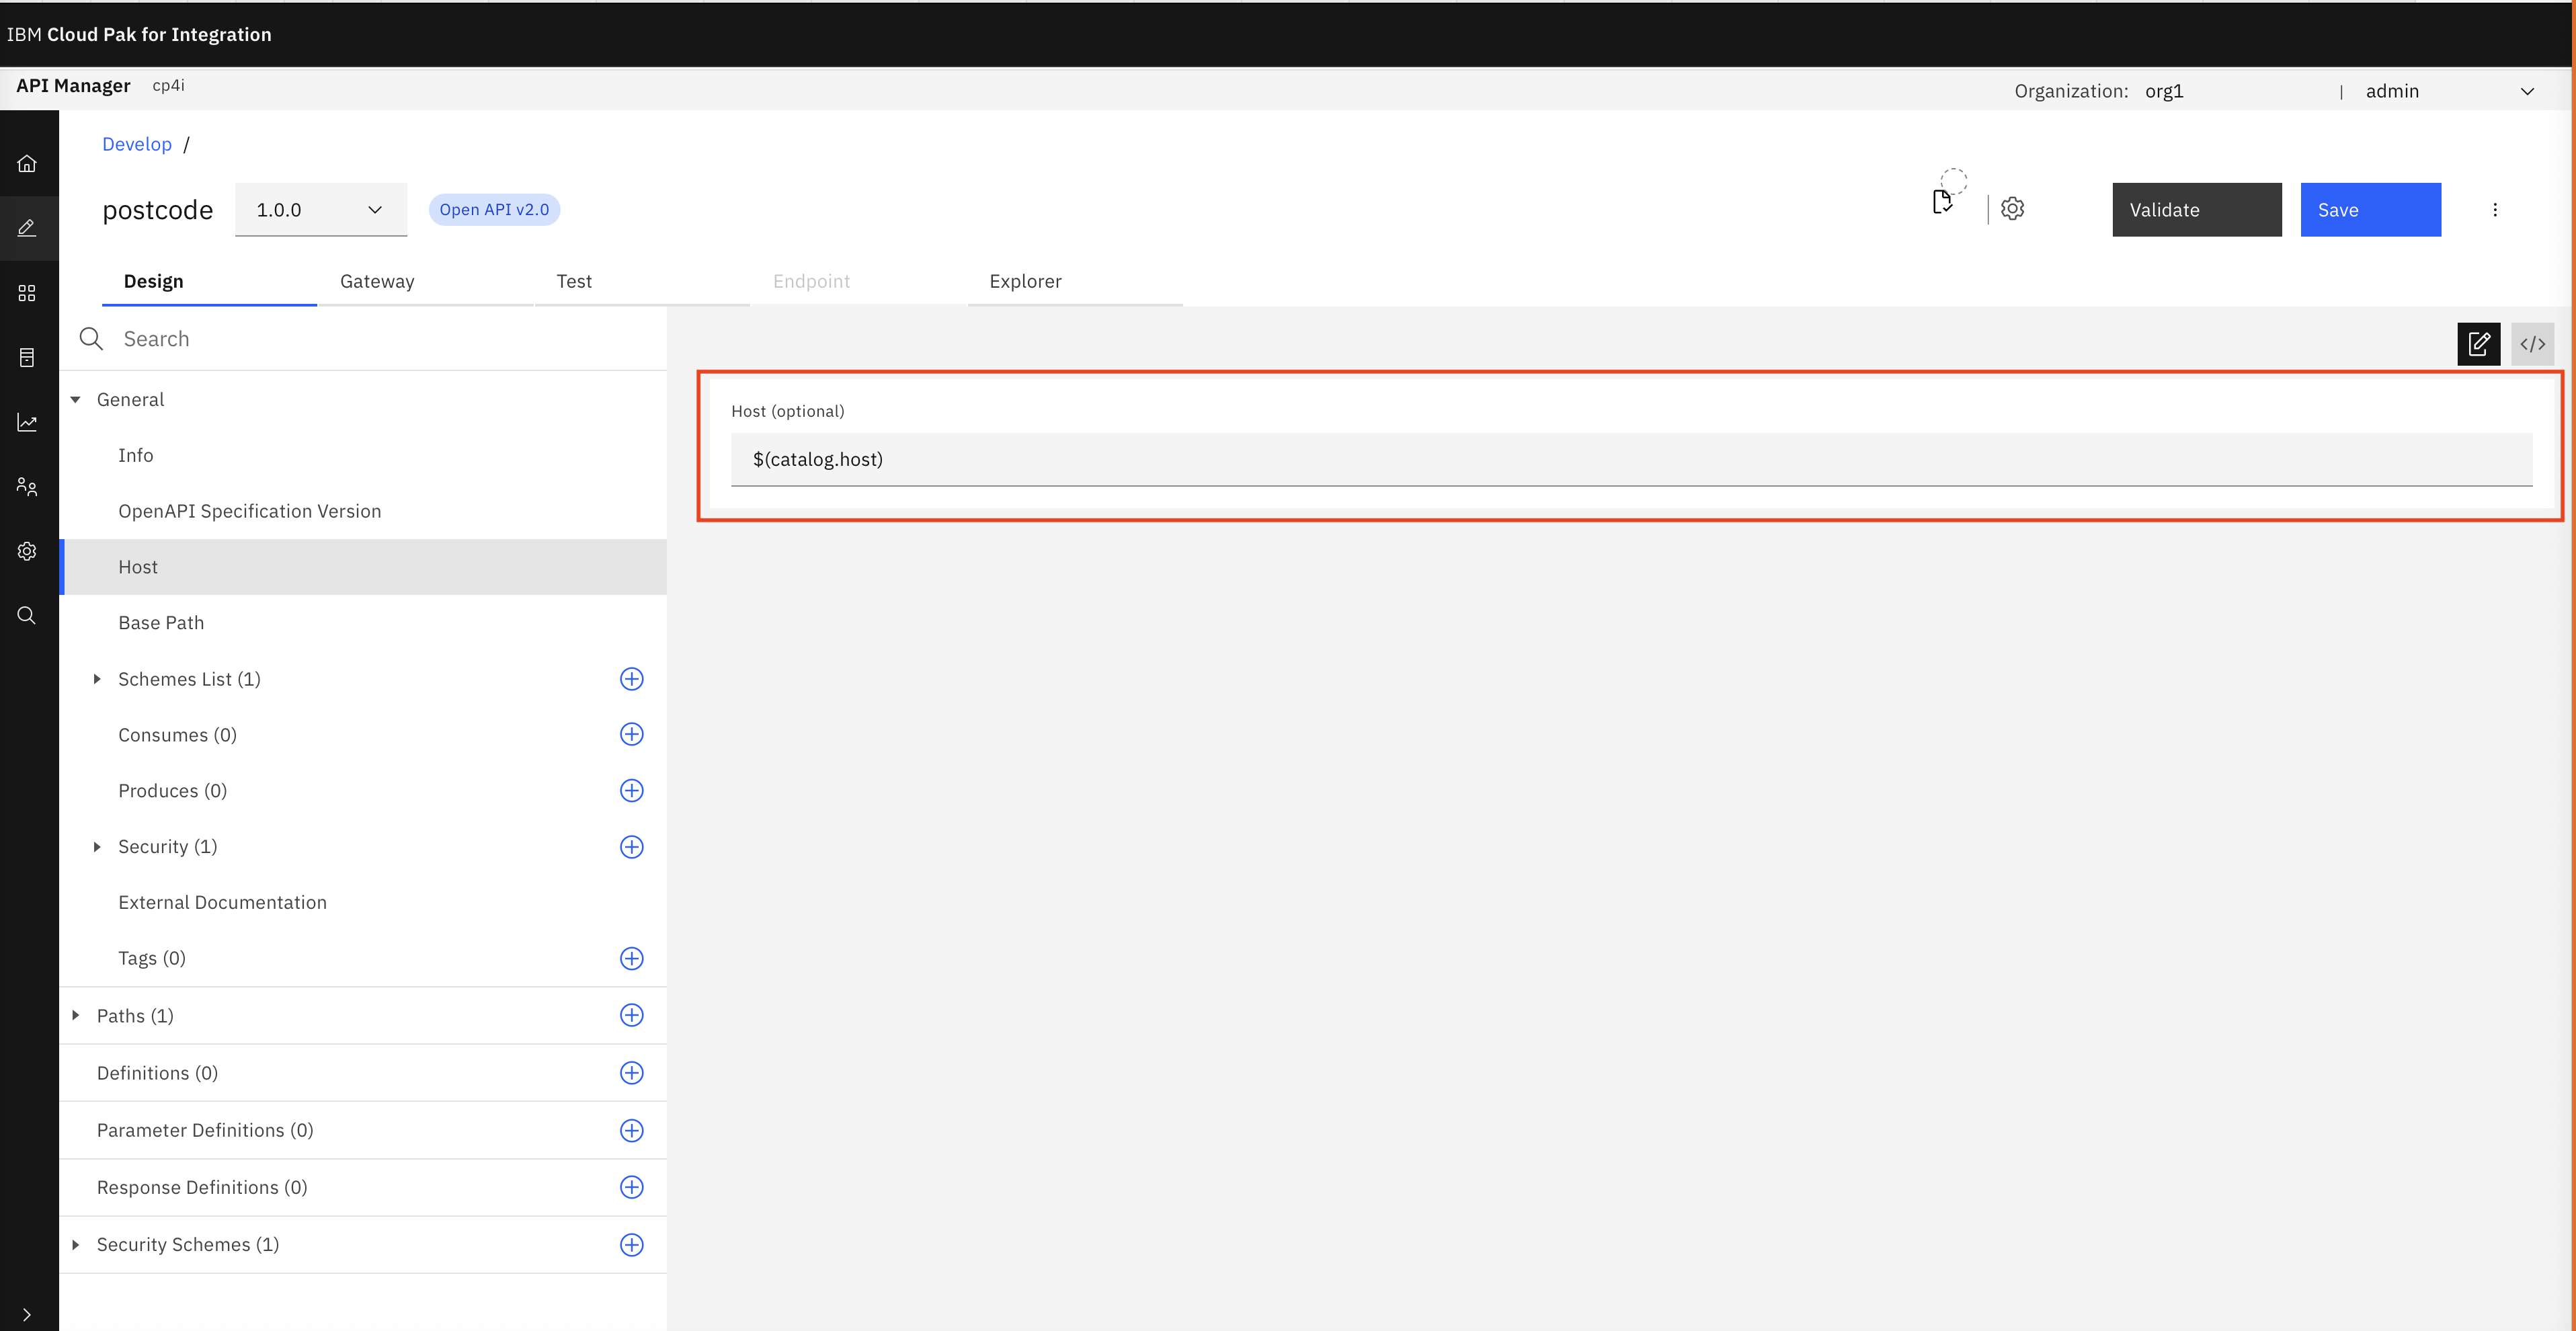 IBM Cloud Pak for Integration
API Manager cp4i
Organization: org1 | admin
Develop /
postcode 1.0.0 Open API v2.0
Validate Save
Design Gateway Test Endpoint Explorer
Search
</>
General
Host (optional)
$(catalog.host)
Info
OpenAPI Specification Version
Host
Base Path
Schemes List (1)
Consumes (0)
Produces (0)
Security (1)
External Documentation
Tags (0)
Paths (1)
Definitions (0)
Parameter Definitions (0)
Response Definitions (0)
Security Schemes (1)